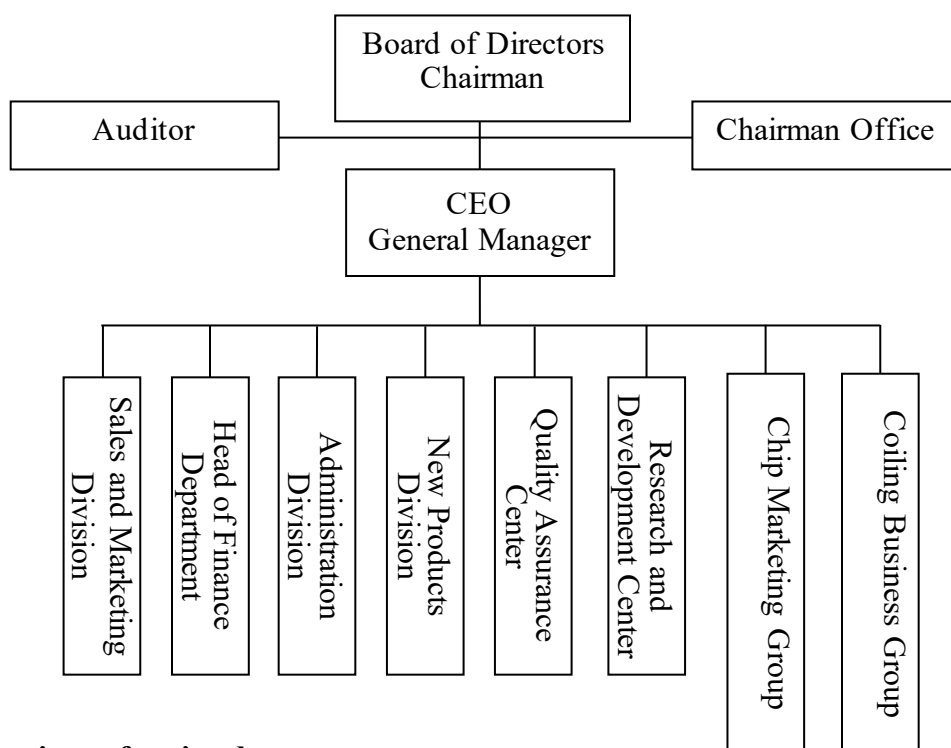 Board of Directors
Chairman
Auditor
Chairman Office
CEO
General Manager
Sales and Marketing
Division
Head of Finance
Department
Administration
Division
New Products
Division
Quality Assurance
Center
Research and
Development Center
Chip Marketing Group
Coiling Business Group